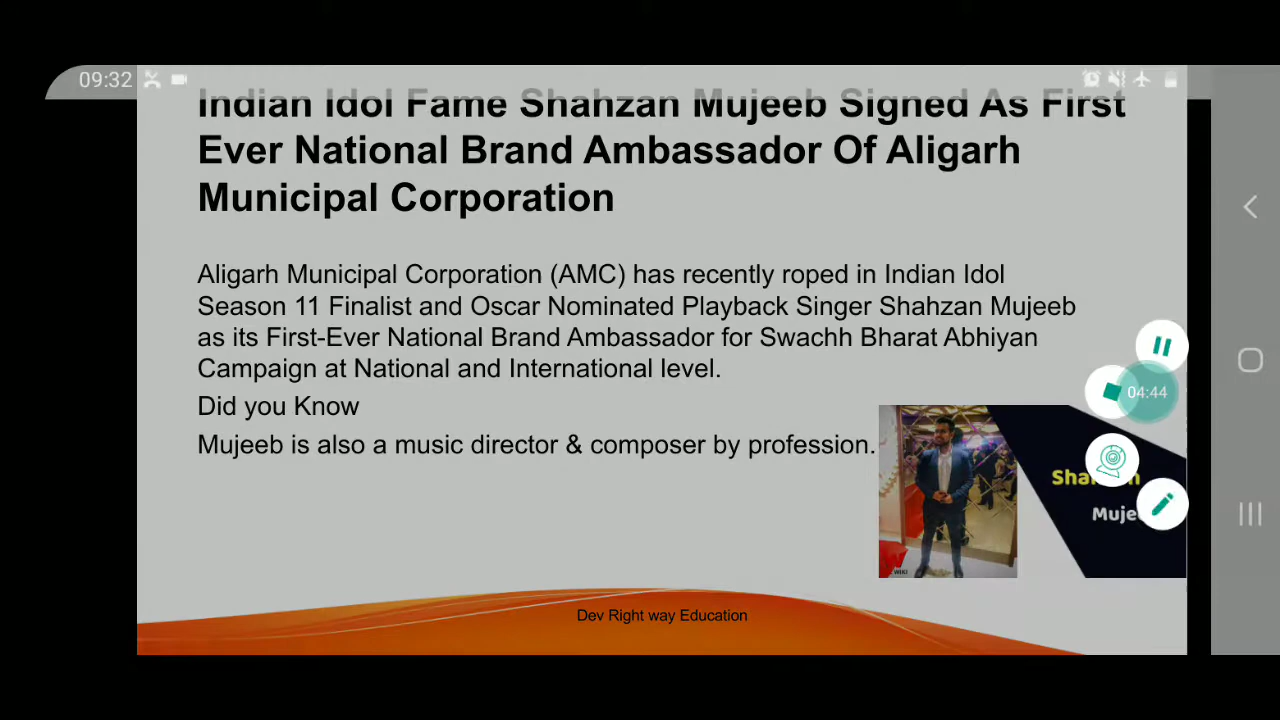 09:32
Indian Idol Fame Shahzan Mujeeb Signed As First
Ever National Brand Ambassador Of Aligarh
Municipal Corporation
Aligarh Municipal Corporation (AMC) has recently roped in Indian Idol
Season 11 Finalist and Oscar Nominated Playback Singer Shahzan Mujeeb
as its First-Ever National Brand Ambassador for Swachh Bharat Abhiyan
Campaign at National and International level.
Did you Know
Mujeeb is also a music director & composer by profession.
04:44
WIKI
Dev Right way Education